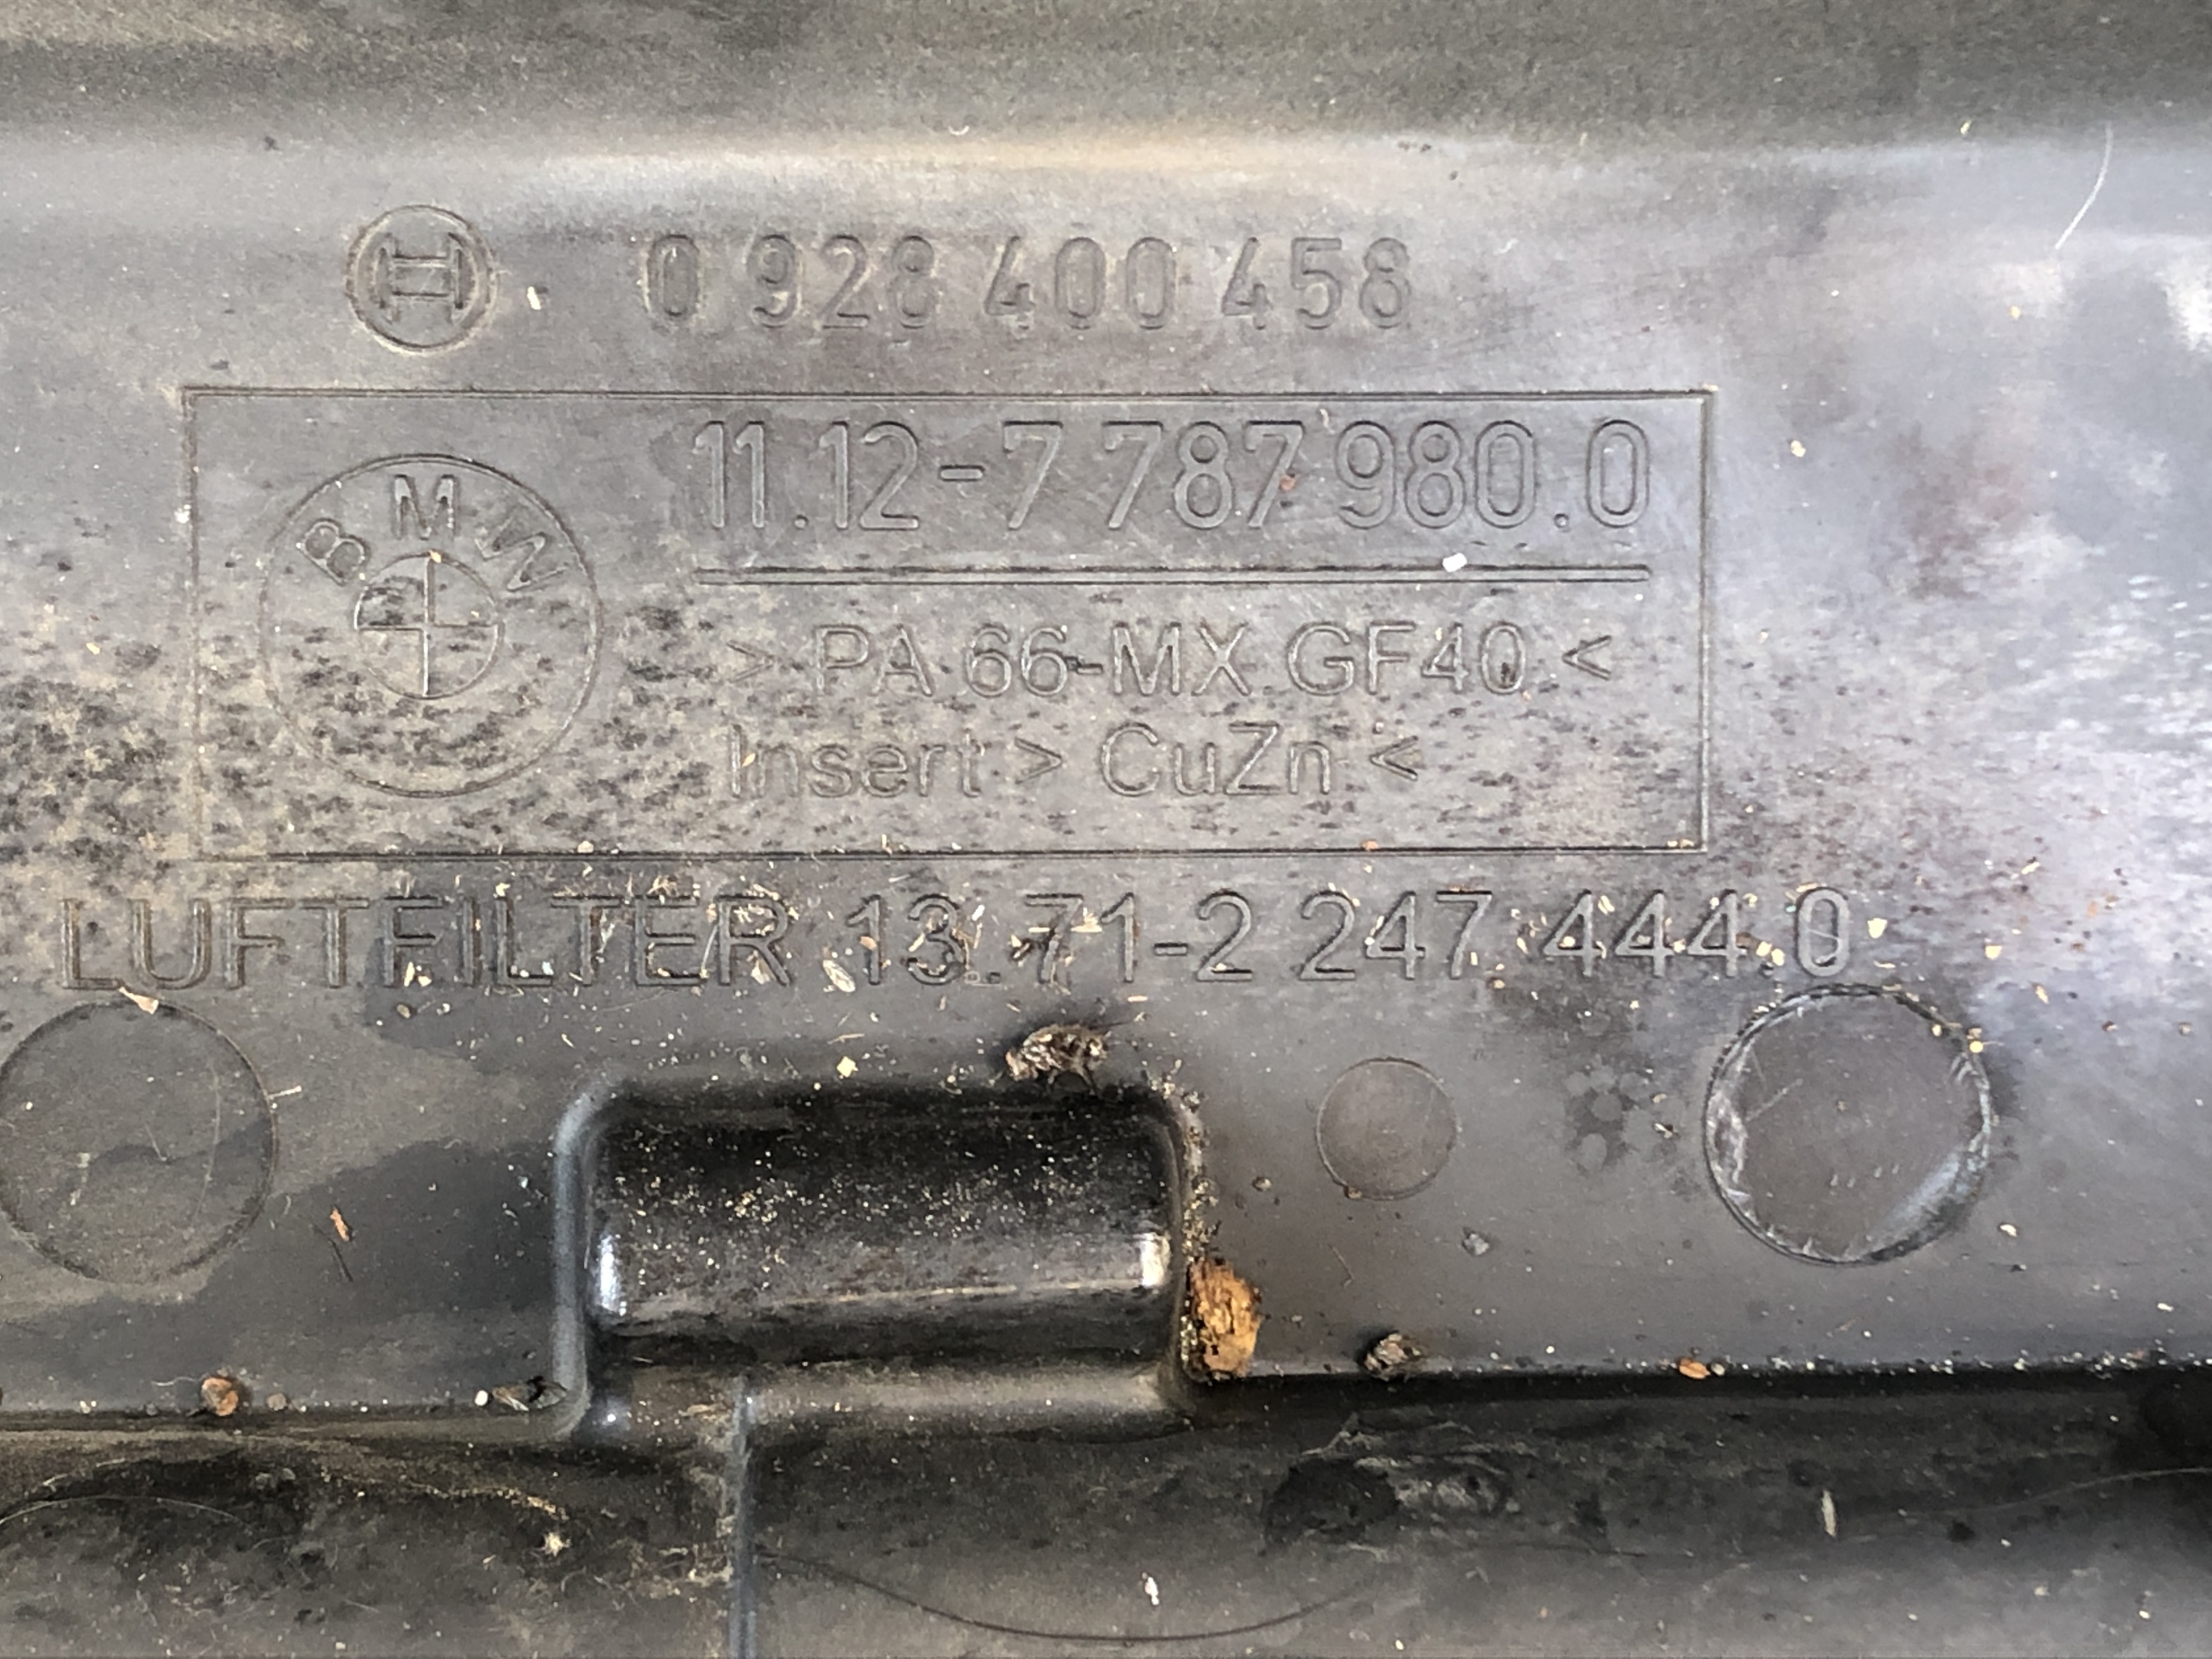 0 928 400 458
11.12-7 787 980.0
BMW
> PA 66-MX GF40 <
Insert > CuZn <
LUFTFILTER 13.71-2 247 444.0